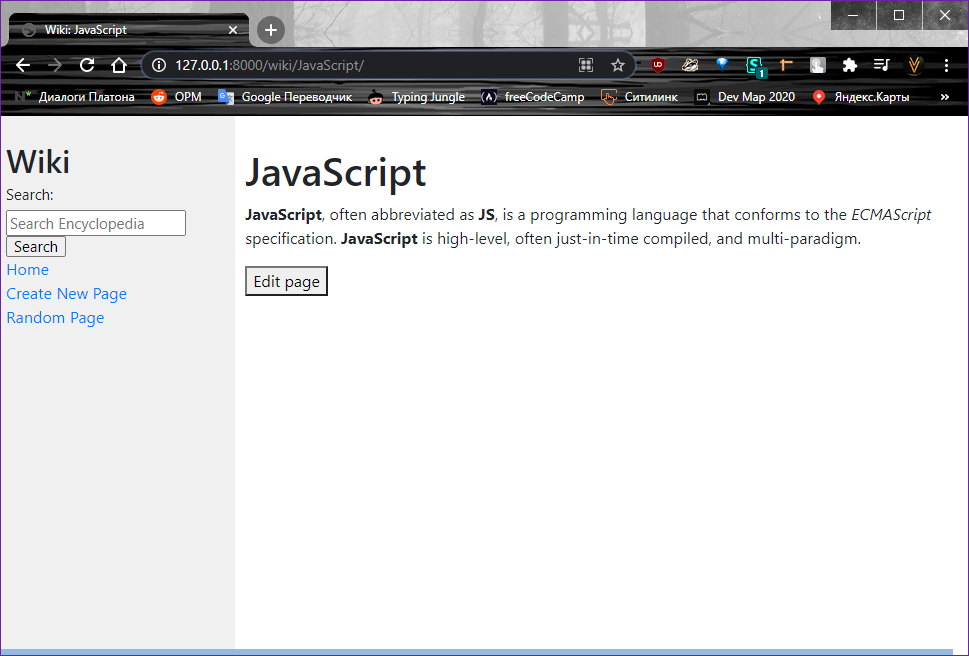 Wiki: JavaScript
127.0.0.1:8000/wiki/JavaScript/
UD
1
Диалоги Платона ОРМ Google Переводчик Typing Jungle freeCodeCamp Ситилинк Dev Map 2020 Яндекс.Карты »
Wiki
Search:
Search Encyclopedia
Search
Home
Create New Page
Random Page
JavaScript
JavaScript, often abbreviated as JS, is a programming language that conforms to the ECMAScript
specification. JavaScript is high-level, often just-in-time compiled, and multi-paradigm.
Edit page